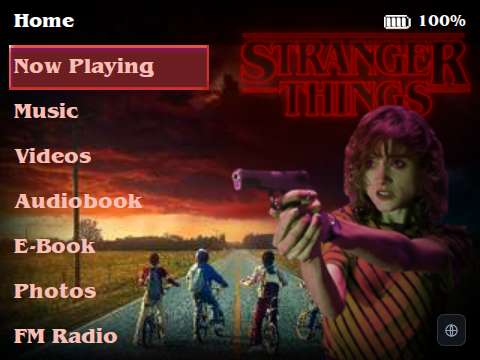 Home
100%
Now Playing
STRANGER
THINGS
Music
Videos
Audiobook
E-Book
Photos
FM Radio